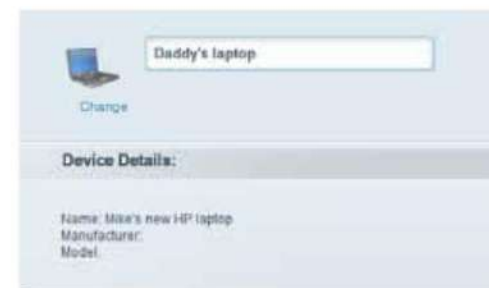 Daddy's laptop
Change
Device Details:
Name: Mike's new HP laptop
Manufacturer:
Model: